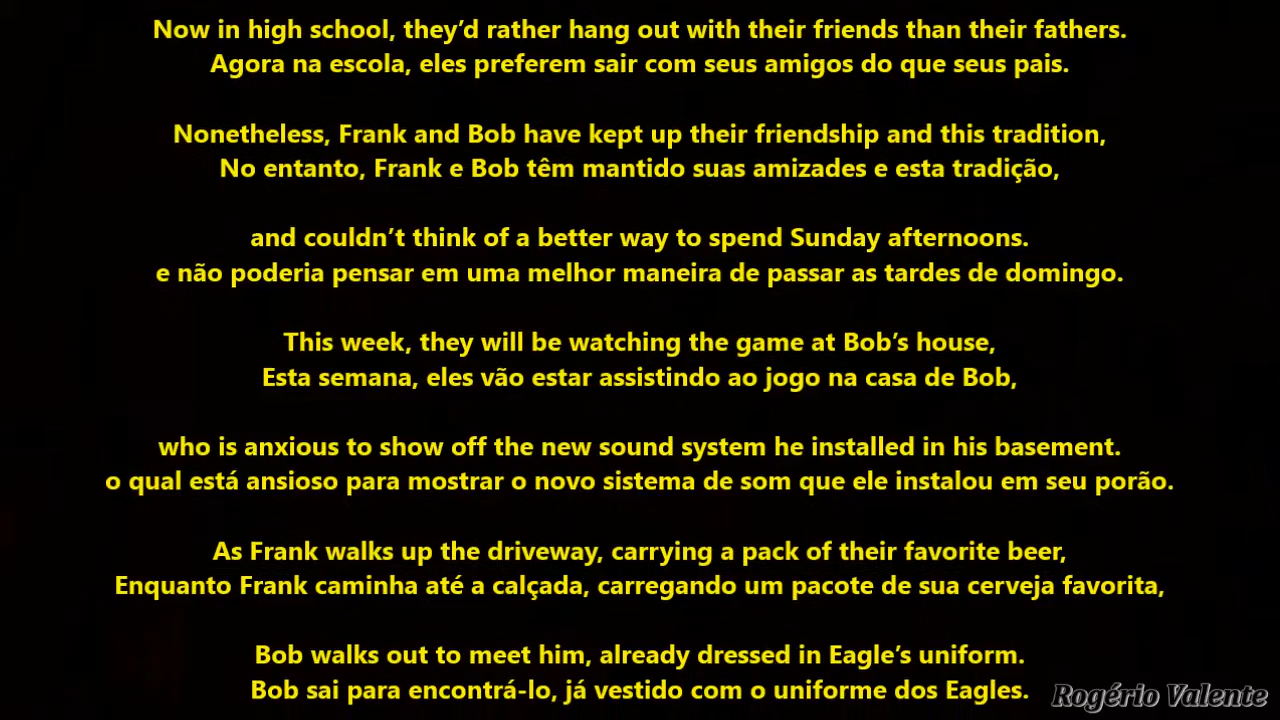 Now in high school, they’d rather hang out with their friends than their fathers.
Agora na escola, eles preferem sair com seus amigos do que seus pais.
Nonetheless, Frank and Bob have kept up their friendship and this tradition,
No entanto, Frank e Bob têm mantido suas amizades e esta tradição,
and couldn’t think of a better way to spend Sunday afternoons.
e não poderia pensar em uma melhor maneira de passar as tardes de domingo.
This week, they will be watching the game at Bob’s house,
Esta semana, eles vão estar assistindo ao jogo na casa de Bob,
who is anxious to show off the new sound system he installed in his basement.
o qual está ansioso para mostrar o novo sistema de som que ele instalou em seu porão.
As Frank walks up the driveway, carrying a pack of their favorite beer,
Enquanto Frank caminha até a calçada, carregando um pacote de sua cerveja favorita,
Bob walks out to meet him, already dressed in Eagle’s uniform.
Bob sai para encontrá-lo, já vestido com o uniforme dos Eagles.
Rogério Valente